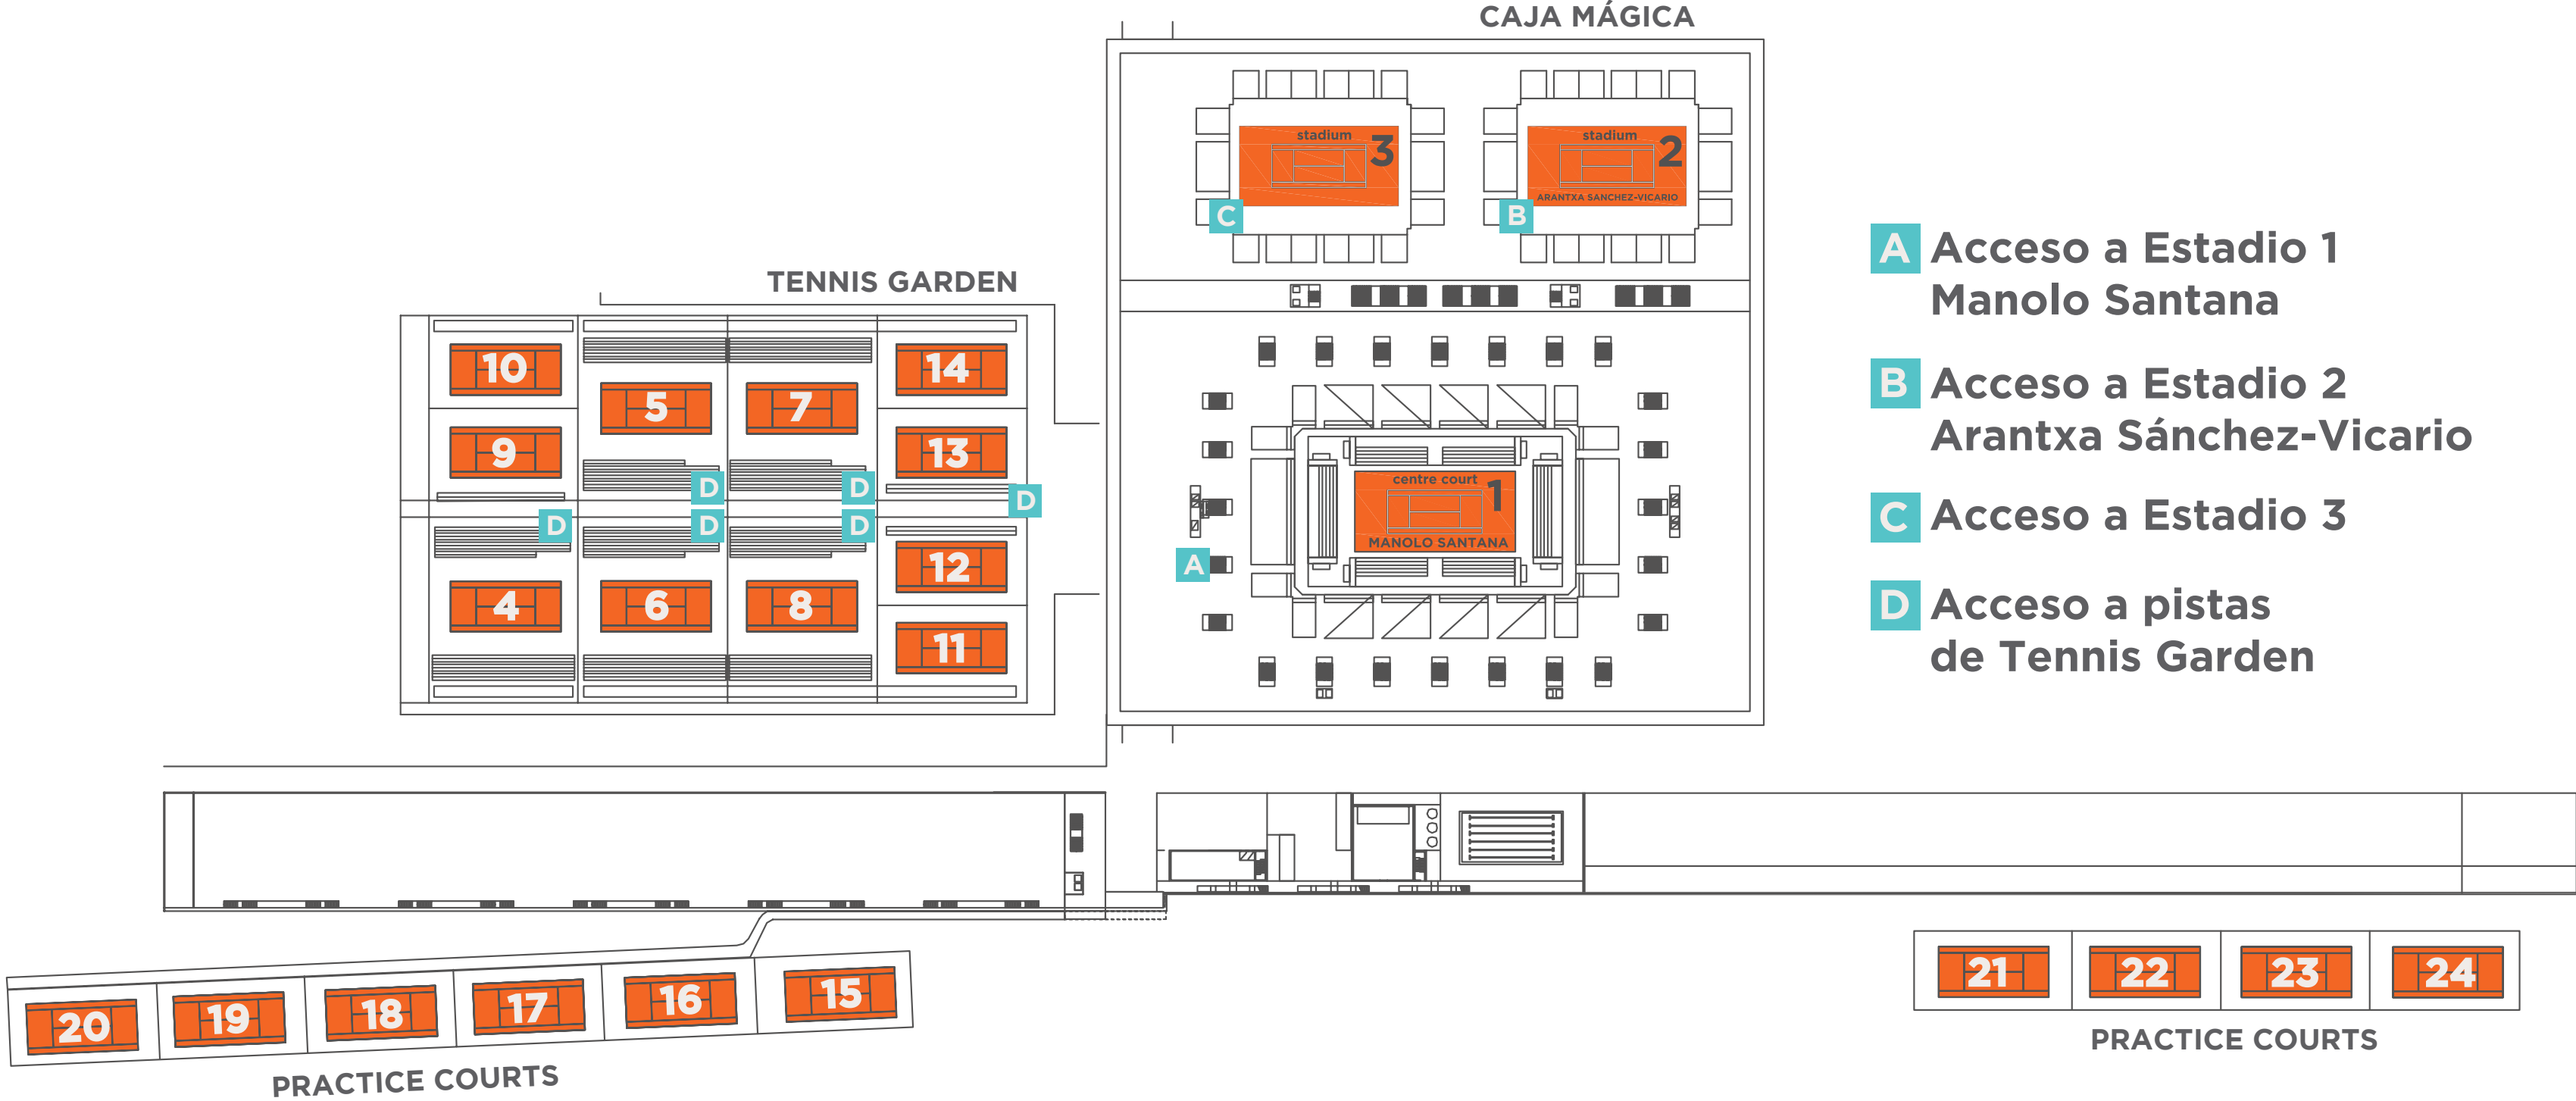 CAJA MÁGICA
stadium
3
stadium
2
ARANTXA SANCHEZ-VICARIO
C
B
TENNIS GARDEN
10
14
5
7
9
13
D
D
D
D
D
D
4
6
8
12
11
centre court
1
MANOLO SANTANA
A
A Acceso a Estadio 1
Manolo Santana
B Acceso a Estadio 2
Arantxa Sánchez-Vicario
C Acceso a Estadio 3
D Acceso a pistas
de Tennis Garden
20
19
18
17
16
15
PRACTICE COURTS
21
22
23
24
PRACTICE COURTS